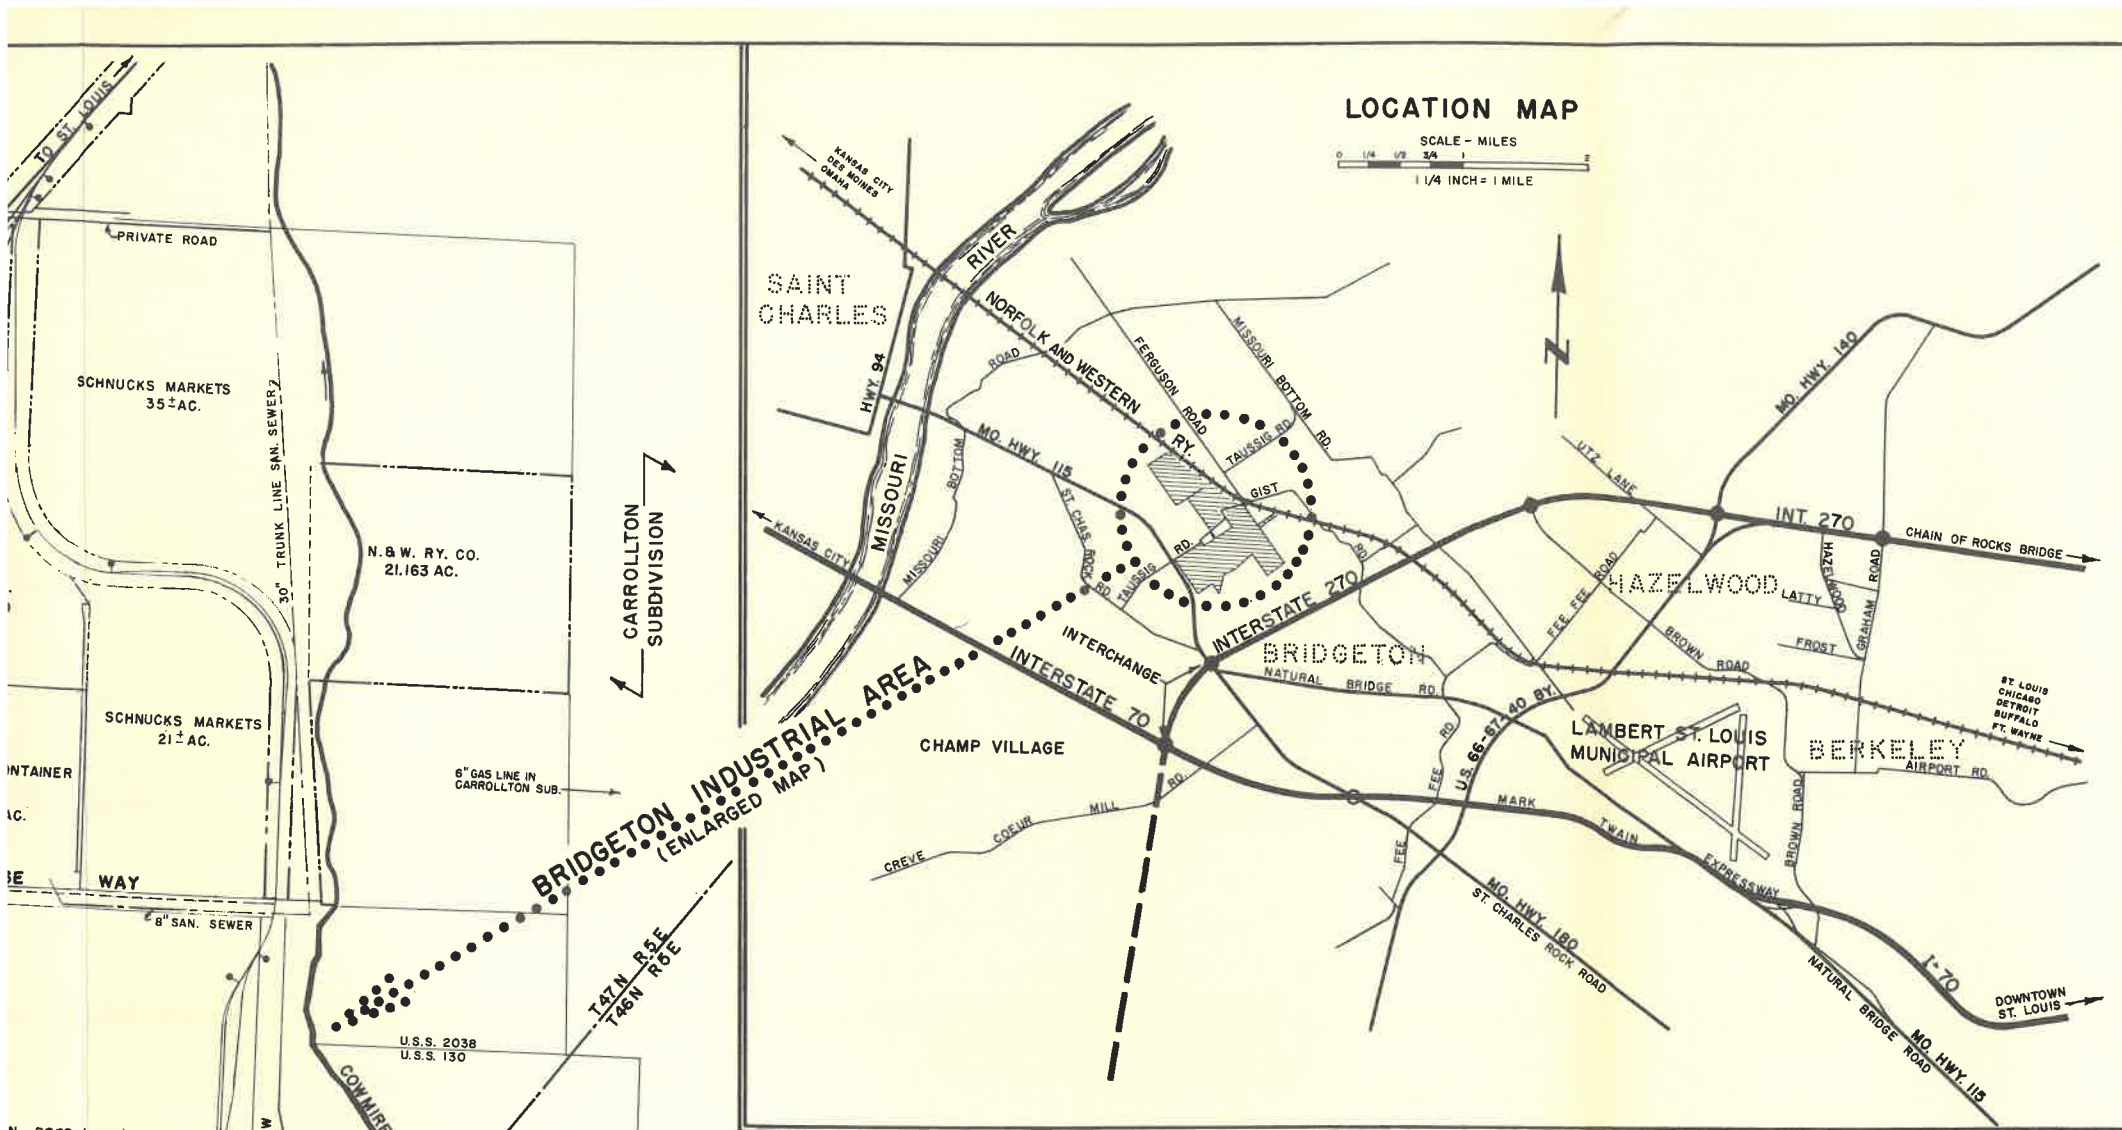 TO ST. LOUIS
PRIVATE ROAD
SCHNUCKS MARKETS
35± AC.
30" TRUNK LINE SAN. SEWER
N. & W. RY. CO.
21.163 AC.
CARROLLTON
SUBDIVISION
SCHNUCKS MARKETS
21± AC.
6" GAS LINE IN
CARROLLTON SUB.
WAY
8" SAN. SEWER
U.S.S. 2038
U.S.S. 130
T47N R5E
T46N R5E
BRIDGETON INDUSTRIAL AREA
(ENLARGED MAP)
LOCATION MAP
SCALE - MILES
0 1/4 1/2 3/4 1 2
1 1/4 INCH = 1 MILE
KANSAS CITY
DES MOINES
OMAHA
N
SAINT
CHARLES
HWY. 94
MISSOURI
RIVER
NORFOLK AND WESTERN RY.
FERGUSON ROAD
MISSOURI BOTTOM RD.
TAUSSIG RD.
MO. HWY. 115
MISSOURI BOTTOM ROAD
ST. CHAS. ROCK RD.
TAUSSIG RD.
GIST RD.
KANSAS CITY
INTERSTATE 70
INTERCHANGE
INTERSTATE 270
BRIDGETON
NATURAL BRIDGE RD.
CHAMP VILLAGE
CREVE COEUR MILL RD.
UTZ LANE
MO. HWY. 140
INT. 270
CHAIN OF ROCKS BRIDGE
HAZELWOOD
HAZELWOOD
LATTY
FROST
GRAHAM ROAD
FEE FEE ROAD
BROWN ROAD
ST. LOUIS
CHICAGO
DETROIT
BUFFALO
FT. WAYNE
U.S. 66-67-40 BY.
LAMBERT ST. LOUIS
MUNICIPAL AIRPORT
BERKELEY
AIRPORT RD.
BROWN ROAD
FEE FEE RD.
MARK TWAIN EXPRESSWAY
MO. HWY. 180
ST. CHARLES ROCK ROAD
I-70
DOWNTOWN
ST. LOUIS
NATURAL BRIDGE ROAD
MO. HWY. 115